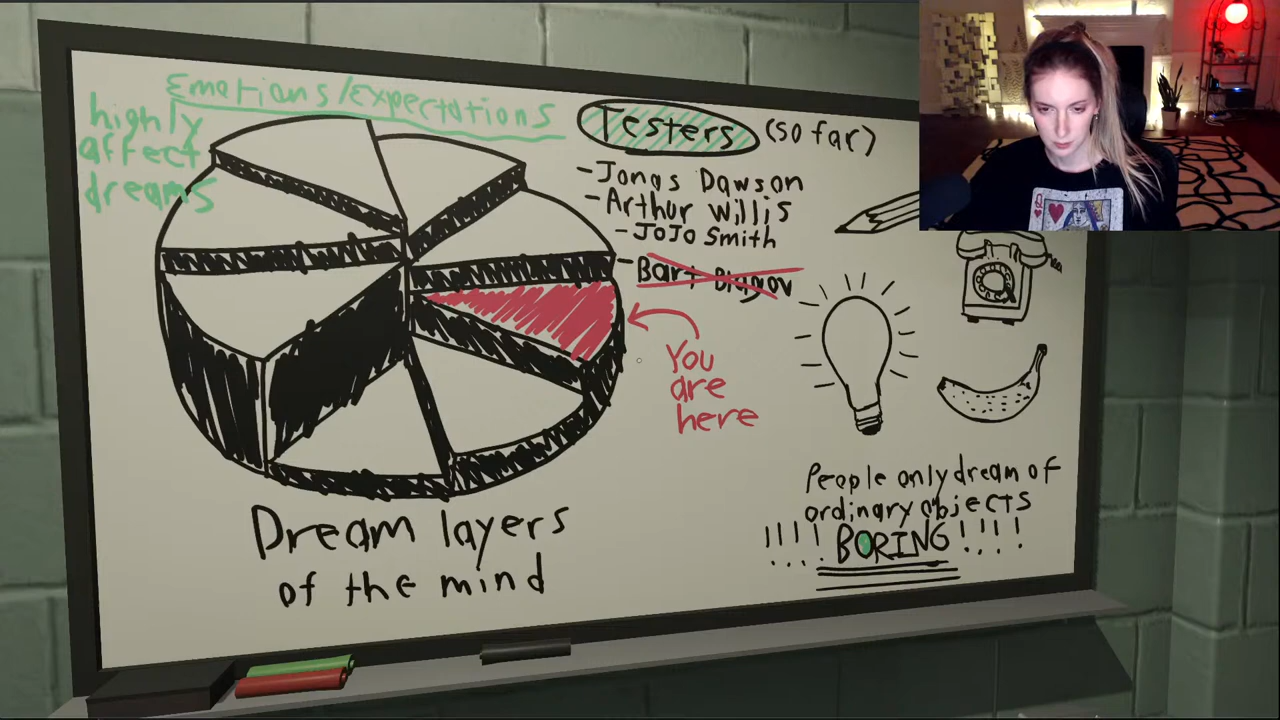 Emotions/expectations
highly
affect
dreams
Testers (so far)
- Jonas Dawson
- Arthur Willis
- JoJo Smith
- Bart
You
are
here
Dream layers
of the mind
People only dream of
ordinary objects
!!!! BORING !!!!
Q